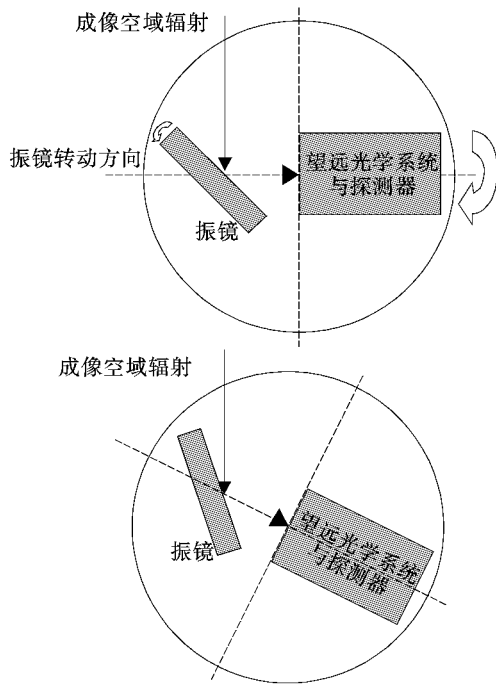 成像空域辐射
振镜转动方向
望远光学系统
与探测器
振镜
成像空域辐射
振镜
望远光学系统
与探测器